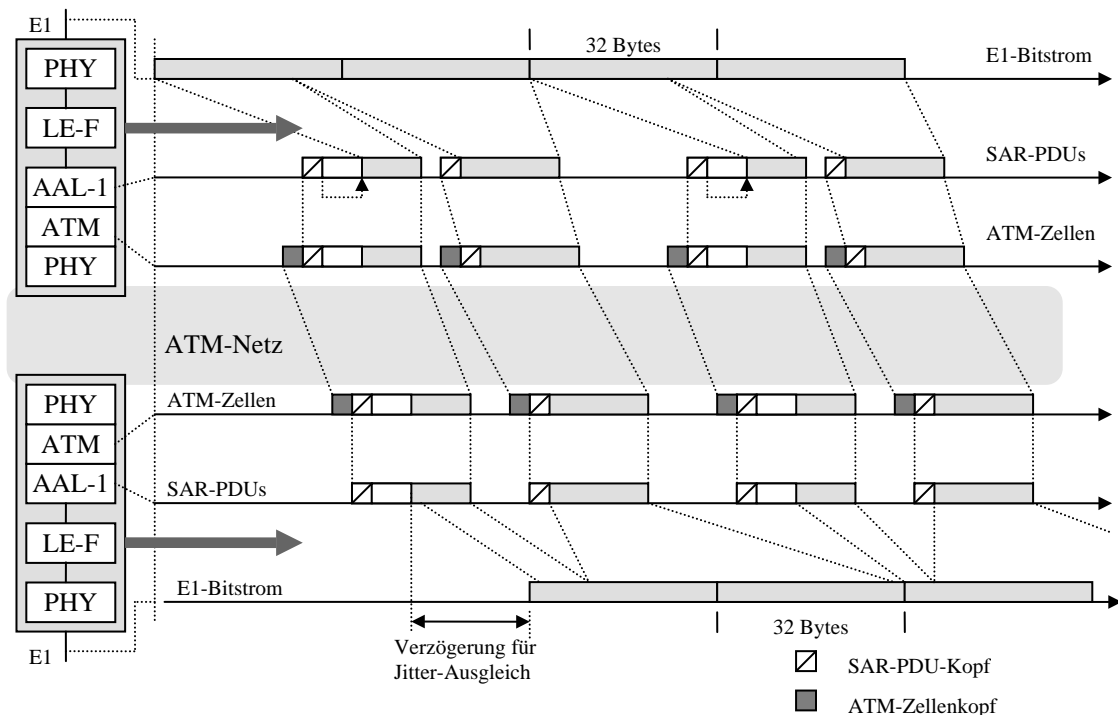 E1
PHY
LE-F
AAL-1
ATM
PHY
32 Bytes
E1-Bitstrom
SAR-PDUs
ATM-Zellen
ATM-Netz
PHY
ATM
AAL-1
LE-F
PHY
E1
ATM-Zellen
SAR-PDUs
E1-Bitstrom
Verzögerung für
Jitter-Ausgleich
32 Bytes
SAR-PDU-Kopf
ATM-Zellenkopf